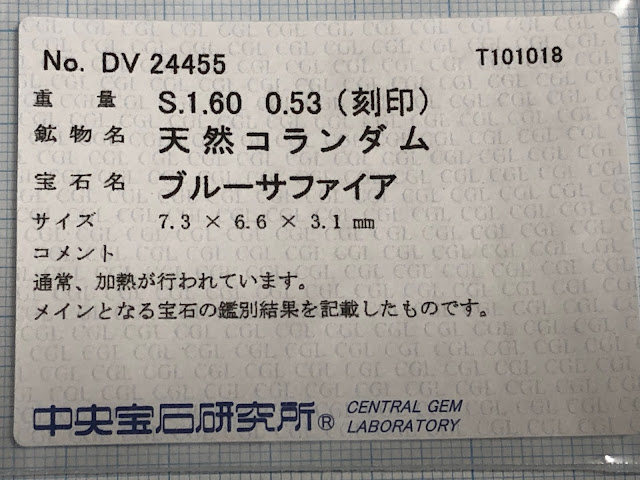 No. DV 24455 T101018
重量 S.1.60 0.53 (刻印)
鉱物名 天然コランダム
宝石名 ブルーサファイア
サイズ 7.3 × 6.6 × 3.1 ㎜
コメント
通常、加熱が行われています。
メインとなる宝石の鑑別結果を記載したものです。
中央宝石研究所® CENTRAL GEM
LABORATORY